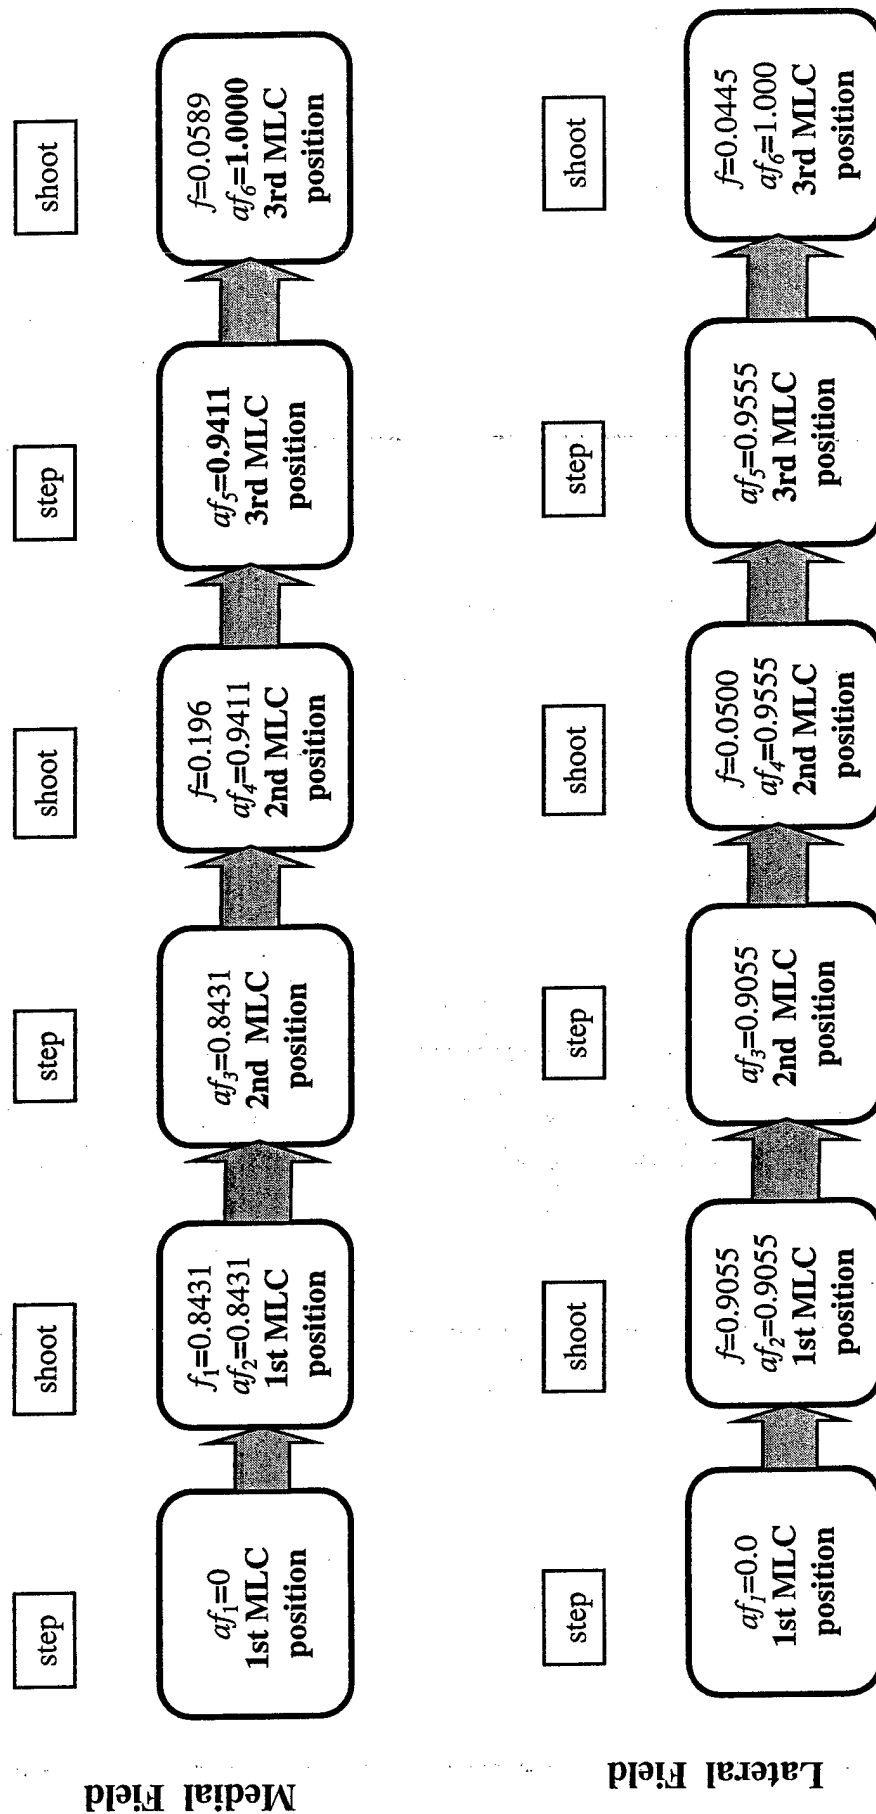 Medial Field
step
shoot
step
shoot
step
shoot
af1=0
1st MLC
position
f1=0.8431
af2=0.8431
1st MLC
position
af3=0.8431
2nd MLC
position
f=0.196
af4=0.9411
2nd MLC
position
af5=0.9411
3rd MLC
position
f=0.0589
af6=1.0000
3rd MLC
position
Lateral Field
step
shoot
step
shoot
step
shoot
af1=0.0
1st MLC
position
f=0.9055
af2=0.9055
1st MLC
position
af3=0.9055
2nd MLC
position
f=0.0500
af4=0.9555
2nd MLC
position
af5=0.9555
3rd MLC
position
f=0.0445
af6=1.000
3rd MLC
position